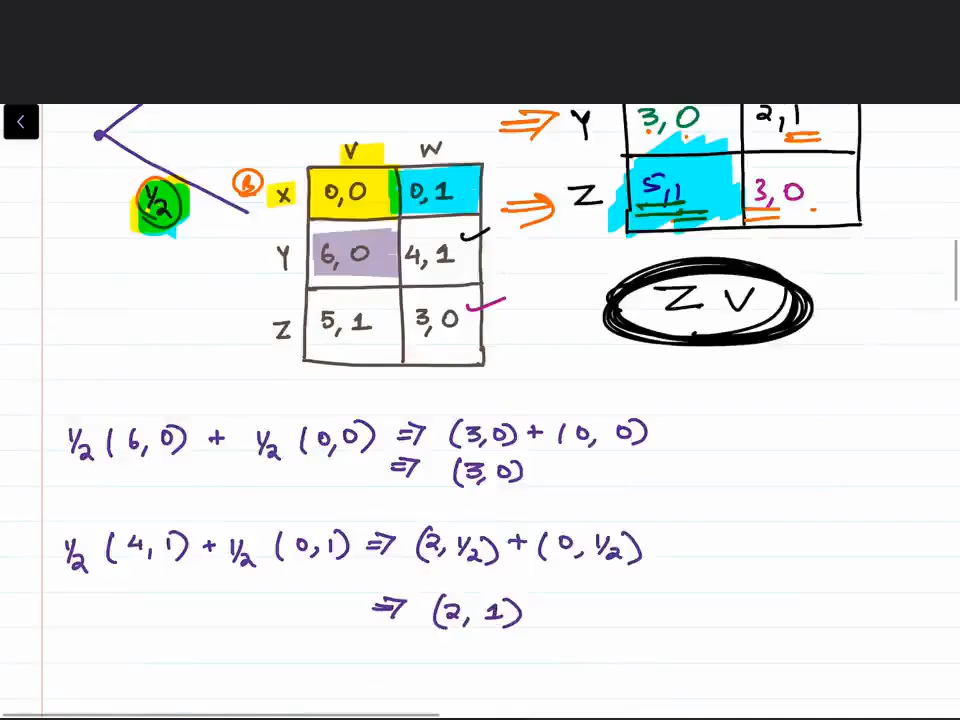 Y 3, 0 2, 1
V W
½ B X 0, 0 0, 1
Z 5, 1 3, 0
Y 6, 0 4, 1
Z 5, 1 3, 0
Z V
½ ( 6, 0 ) + ½ ( 0, 0 ) ⇒ (3, 0) + ( 0, 0)
⇒ (3, 0)
½ ( 4, 1 ) + ½ ( 0, 1 ) ⇒ (2, ½) + ( 0, ½ )
⇒ (2, 1)